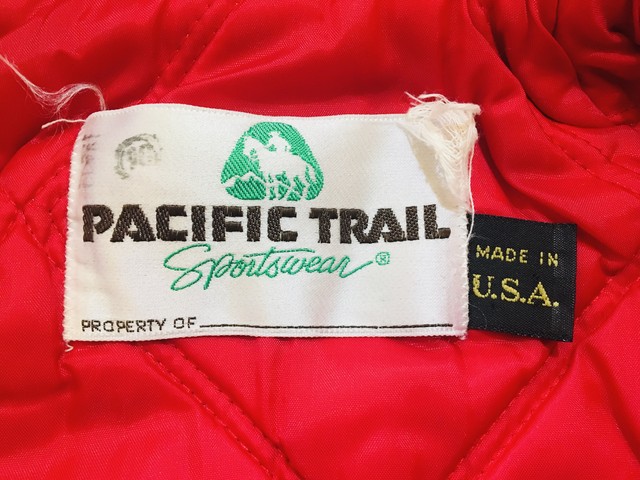 PACIFIC TRAIL
Sportswear®
PROPERTY OF
MADE IN
U.S.A.